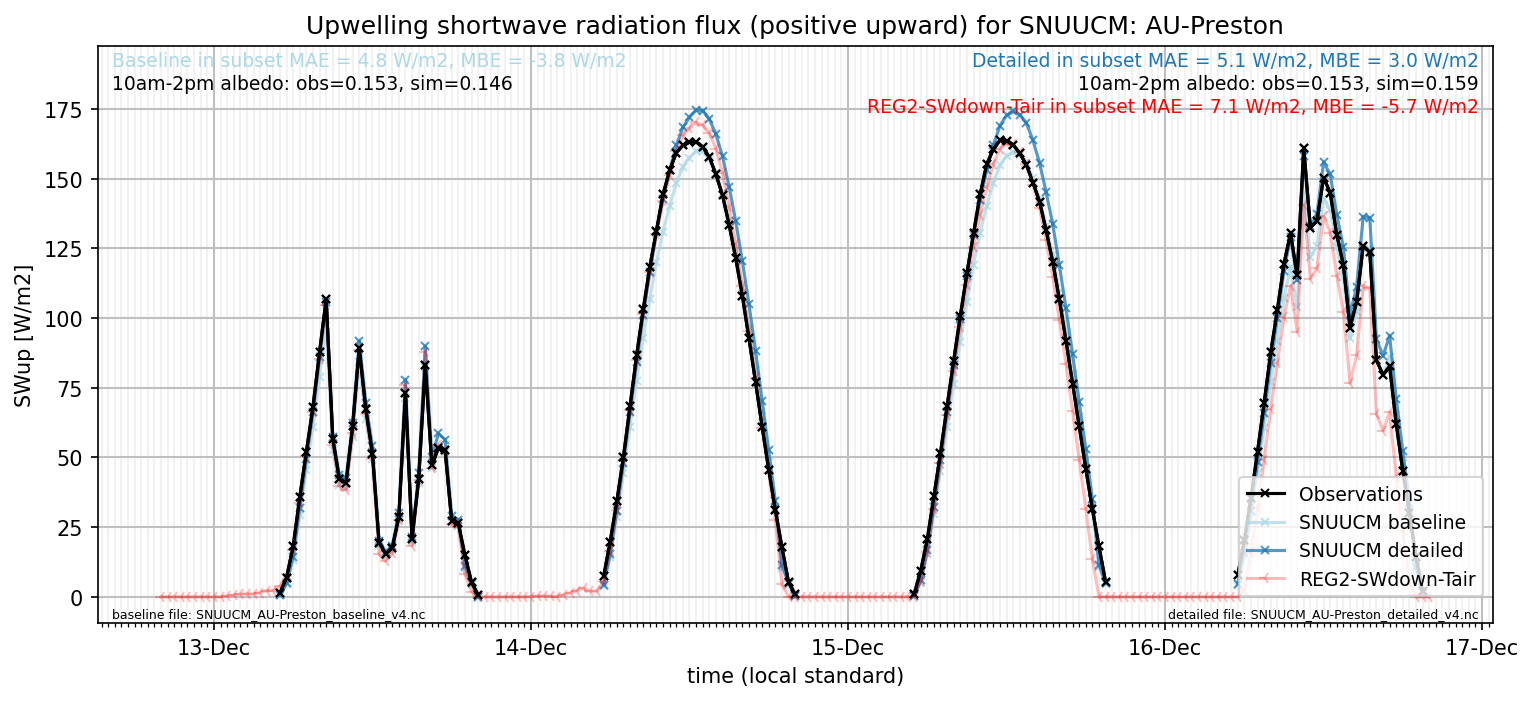 Upwelling shortwave radiation flux (positive upward) for SNUUCM: AU-Preston
Baseline in subset MAE = 4.8 W/m2, MBE = -3.8 W/m2
10am-2pm albedo: obs=0.153, sim=0.146
Detailed in subset MAE = 5.1 W/m2, MBE = 3.0 W/m2
10am-2pm albedo: obs=0.153, sim=0.159
REG2-SWdown-Tair in subset MAE = 7.1 W/m2, MBE = -5.7 W/m2
SWup [W/m2]
175
150
125
100
75
50
25
0
Observations
SNUUCM baseline
SNUUCM detailed
REG2-SWdown-Tair
baseline file: SNUUCM_AU-Preston_baseline_v4.nc
detailed file: SNUUCM_AU-Preston_detailed_v4.nc
13-Dec
14-Dec
15-Dec
16-Dec
17-Dec
time (local standard)